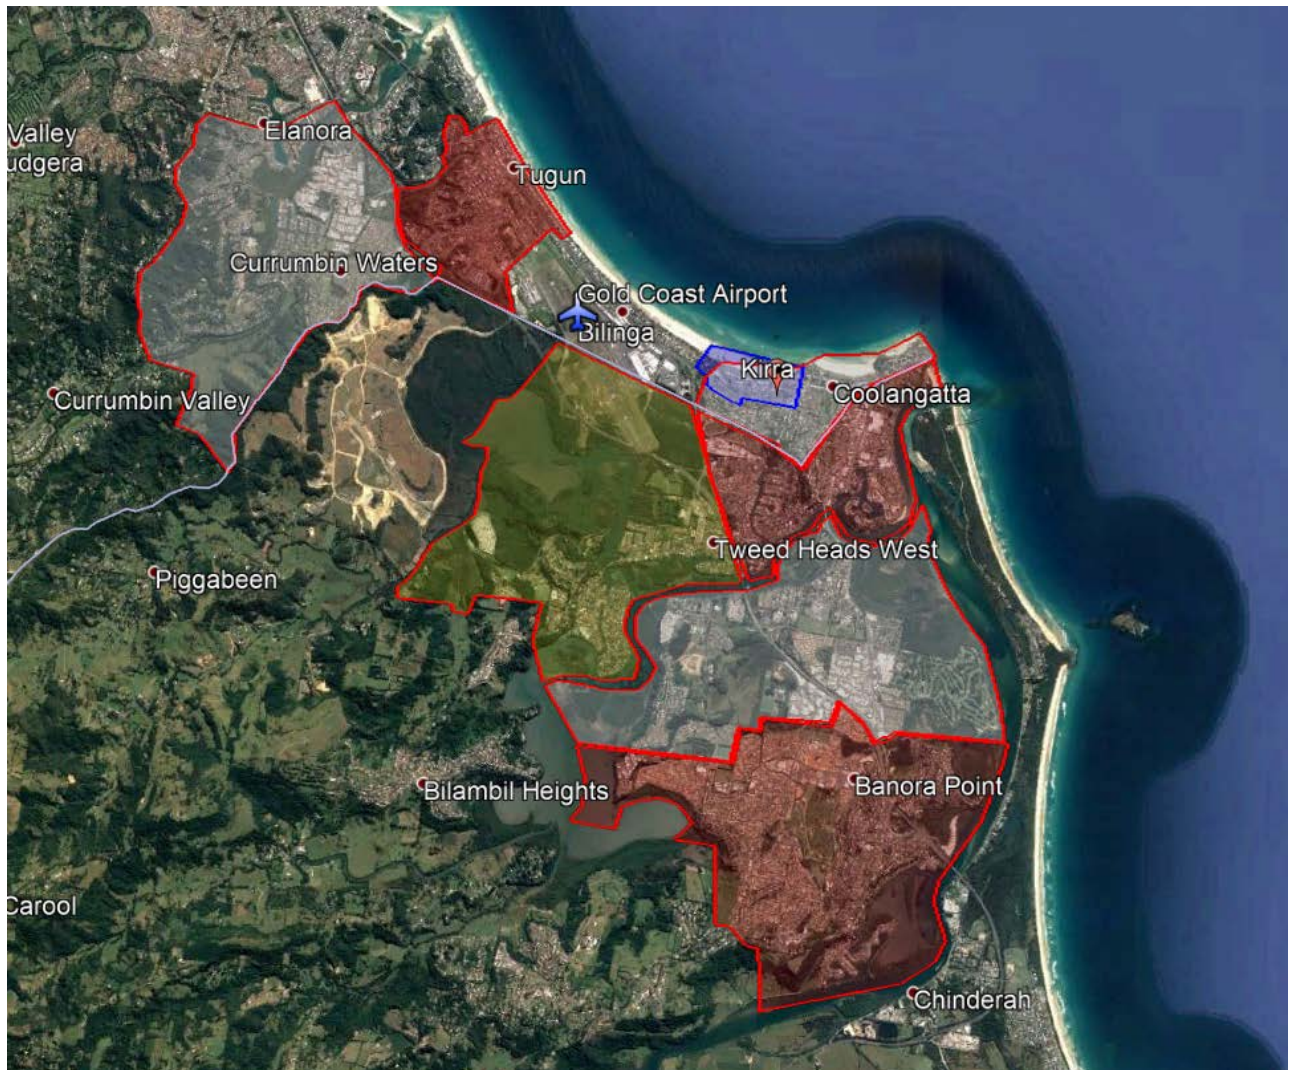 Elanora
Valley
udgera
Tugun
Currumbin Waters
Gold Coast Airport
Bilinga
Kirra
Coolangatta
Currumbin Valley
Tweed Heads West
Piggabeen
Banora Point
Bilambil Heights
Carool
Chinderah